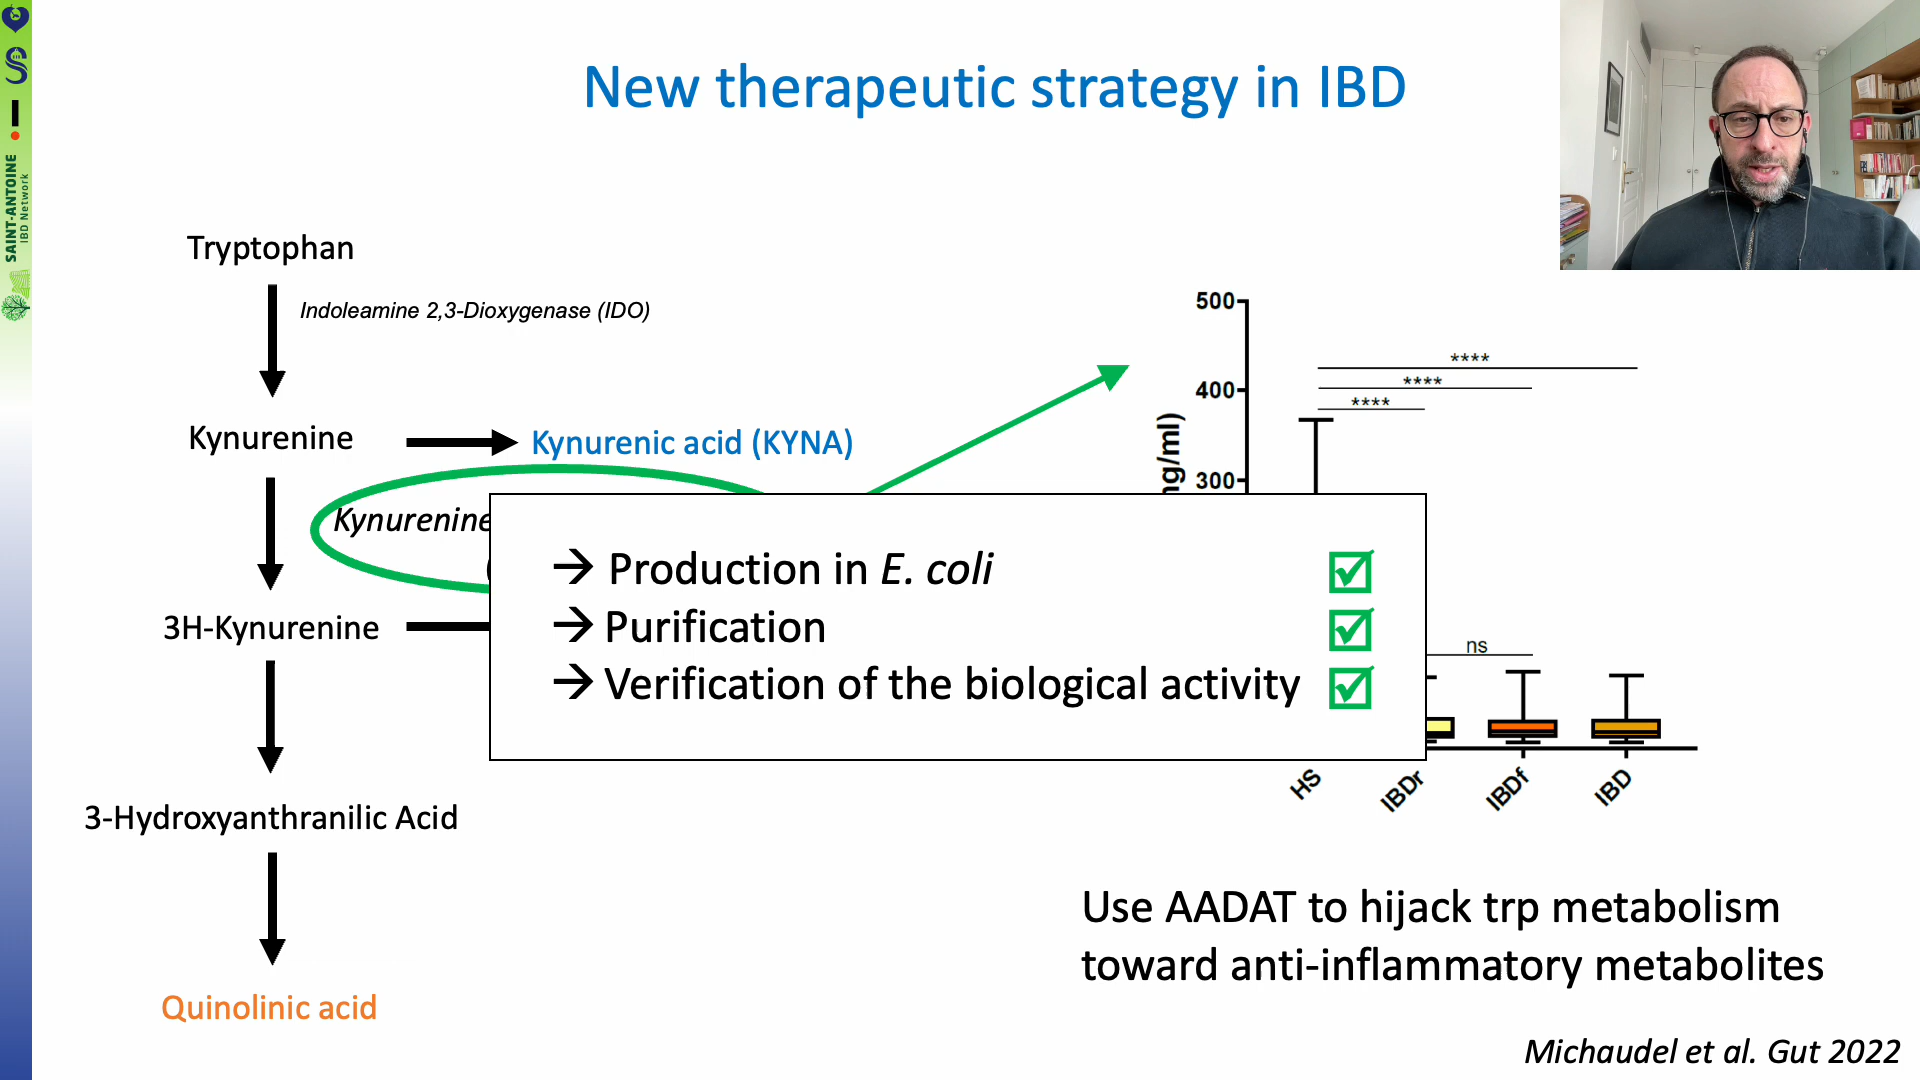 New therapeutic strategy in IBD
SAINT-ANTOINE
IBD Network
Tryptophan
Indoleamine 2,3-Dioxygenase (IDO)
Kynurenine
Kynurenic acid (KYNA)
Kynurenine
3H-Kynurenine
3-Hydroxyanthranilic Acid
Quinolinic acid
→ Production in E. coli
→ Purification
→ Verification of the biological activity
500
400
300
ng/ml)
****
****
****
ns
HS
IBDr
IBDf
IBD
Use AADAT to hijack trp metabolism
toward anti-inflammatory metabolites
Michaudel et al. Gut 2022